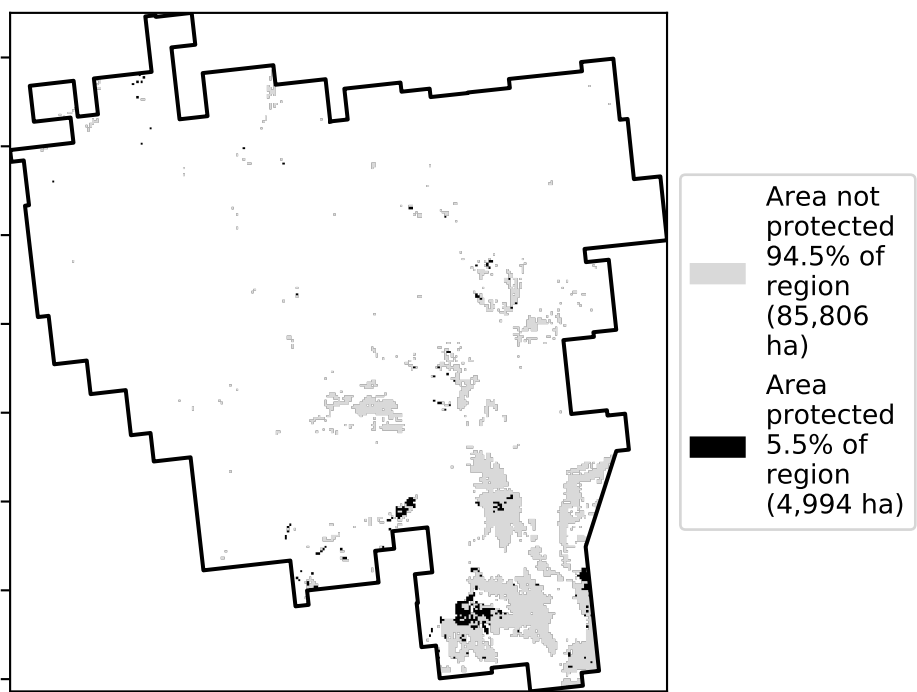 Area not
protected
94.5% of
region
(85,806
ha)
Area
protected
5.5% of
region
(4,994 ha)